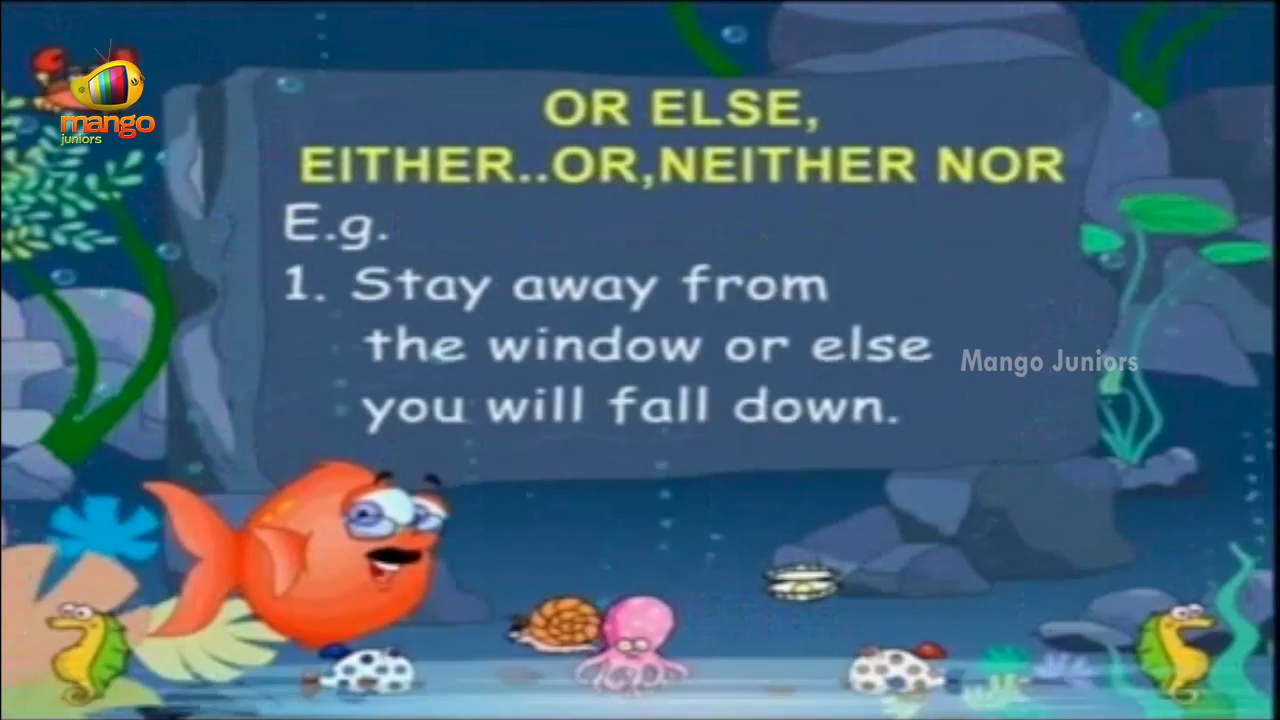 mango
juniors
OR ELSE,
EITHER..OR,NEITHER NOR
E.g.
1. Stay away from
the window or else
you will fall down.
Mango Juniors